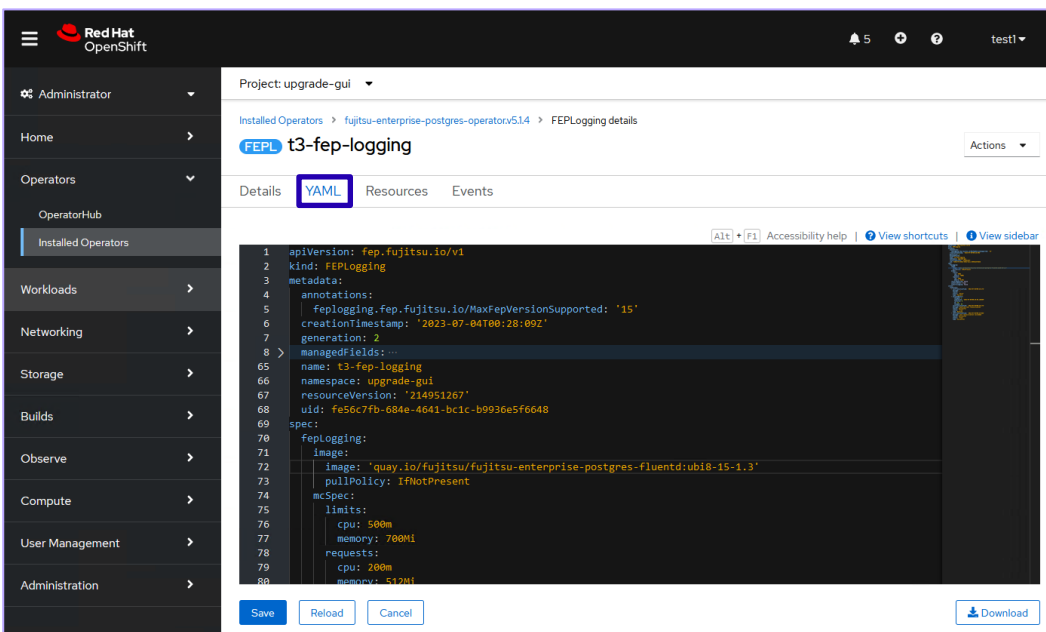 Red Hat
OpenShift
5
test1
Administrator
Home
Operators
OperatorHub
Installed Operators
Workloads
Networking
Storage
Builds
Observe
Compute
User Management
Administration
Project: upgrade-gui
Installed Operators > fujitsu-enterprise-postgres-operator.v5.1.4 > FEPLogging details
FEPL t3-fep-logging
Actions
Details YAML Resources Events
Alt + F1 Accessibility help | View shortcuts | View sidebar
1 apiVersion: fep.fujitsu.io/v1
2 kind: FEPLogging
3 metadata:
4 annotations:
5 feplogging.fep.fujitsu.io/MaxFepVersionSupported: '15'
6 creationTimestamp: '2023-07-04T00:28:09Z'
7 generation: 2
8 > managedFields: ...
65 name: t3-fep-logging
66 namespace: upgrade-gui
67 resourceVersion: '214951267'
68 uid: fe56c7fb-684e-4641-bc1c-b9936e5f6648
69 spec:
70 fepLogging:
71 image:
72 image: 'quay.io/fujitsu/fujitsu-enterprise-postgres-fluentd:ubi8-15-1.3'
73 pullPolicy: IfNotPresent
74 mcSpec:
75 limits:
76 cpu: 500m
77 memory: 700Mi
78 requests:
79 cpu: 200m
80 memory: 512Mi
Save Reload Cancel Download